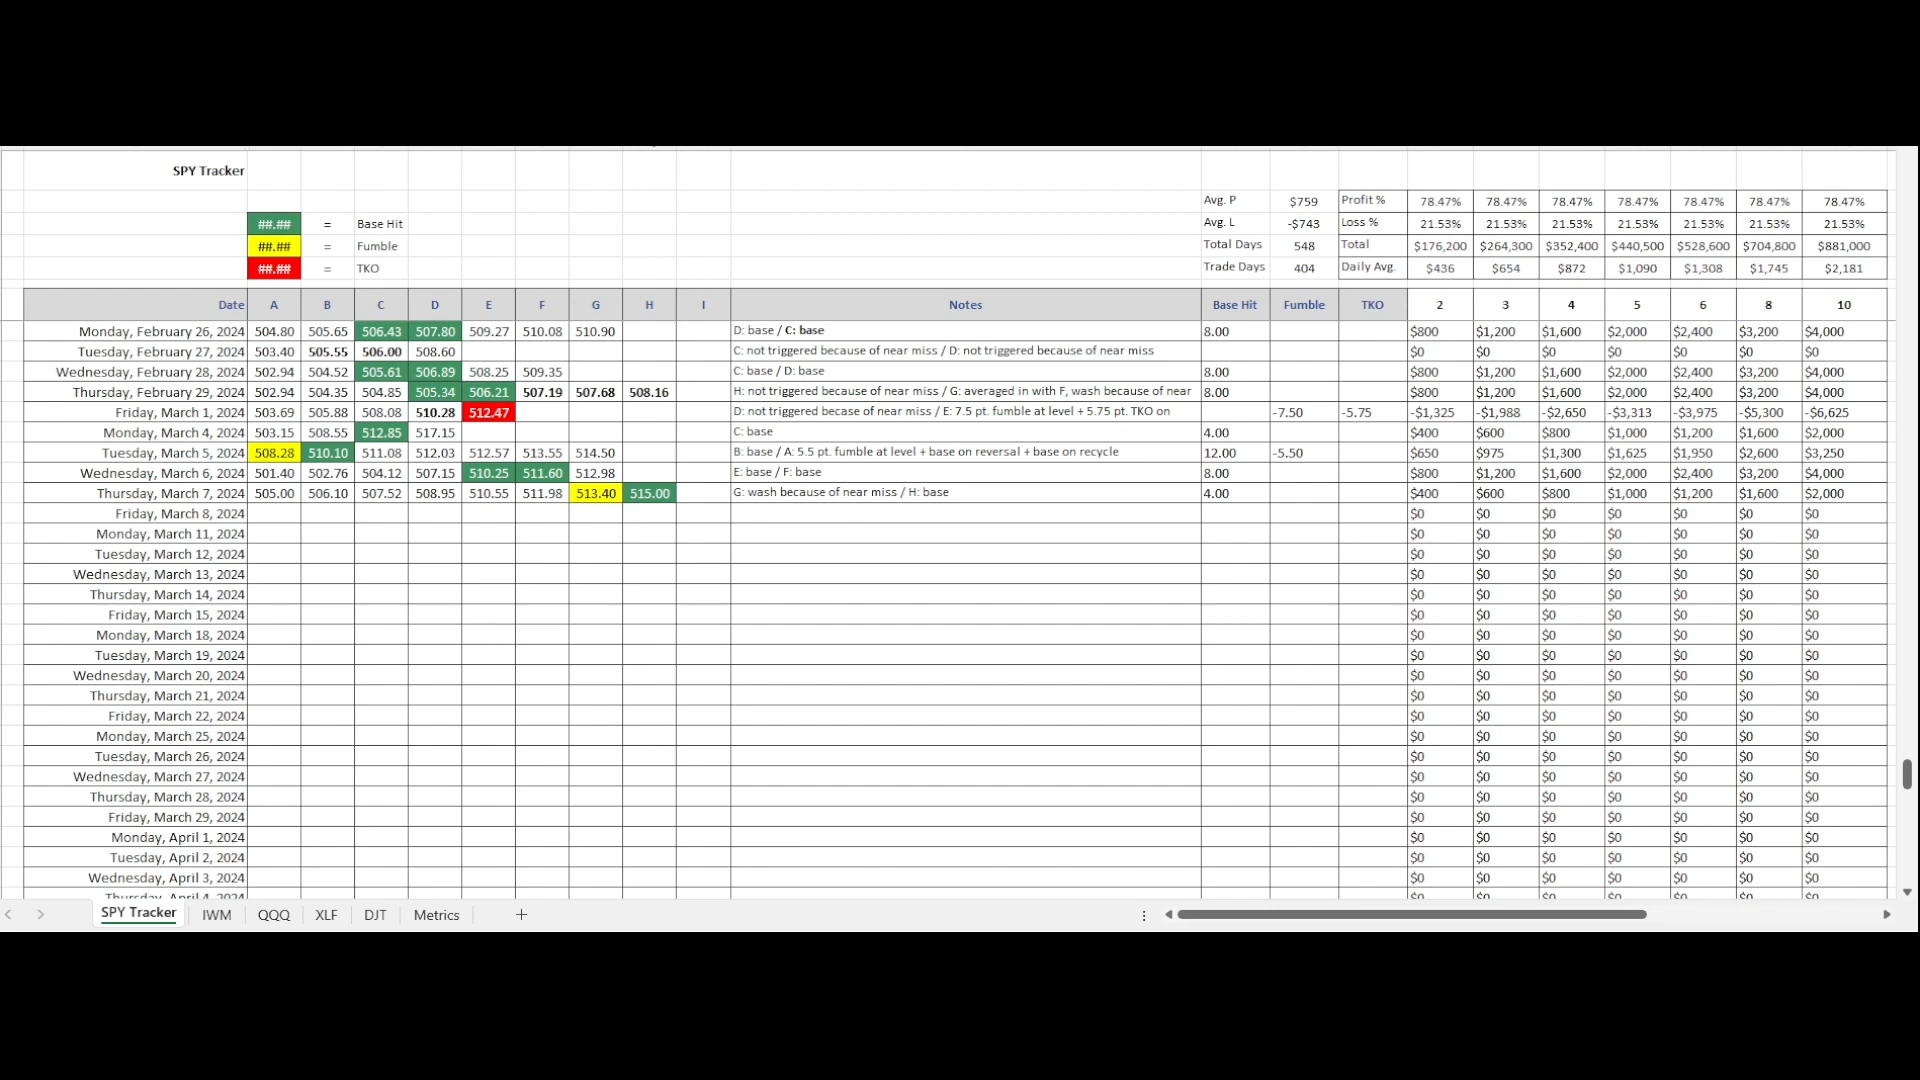 SPY Tracker
Avg. P $759 Profit % 78.47% 78.47% 78.47% 78.47% 78.47% 78.47% 78.47%
##.## = Base Hit Avg. L -$743 Loss % 21.53% 21.53% 21.53% 21.53% 21.53% 21.53% 21.53%
##.## = Fumble Total Days 548 Total $176,200 $264,300 $352,400 $440,500 $528,600 $704,800 $881,000
##.## = TKO Trade Days 404 Daily Avg. $436 $654 $872 $1,090 $1,308 $1,745 $2,181
Date A B C D E F G H I Notes Base Hit Fumble TKO 2 3 4 5 6 8 10
Monday, February 26, 2024 504.80 505.65 506.43 507.80 509.27 510.08 510.90 D: base / C: base 8.00 $800 $1,200 $1,600 $2,000 $2,400 $3,200 $4,000
Tuesday, February 27, 2024 503.40 505.55 506.00 508.60 C: not triggered because of near miss / D: not triggered because of near miss $0 $0 $0 $0 $0 $0 $0
Wednesday, February 28, 2024 502.94 504.52 505.61 506.89 508.25 509.35 C: base / D: base 8.00 $800 $1,200 $1,600 $2,000 $2,400 $3,200 $4,000
Thursday, February 29, 2024 502.94 504.35 504.85 505.34 506.21 507.19 507.68 508.16 H: not triggered because of near miss / G: averaged in with F, wash because of near 8.00 $800 $1,200 $1,600 $2,000 $2,400 $3,200 $4,000
Friday, March 1, 2024 503.69 505.88 508.08 510.28 512.47 D: not triggered becase of near miss / E: 7.5 pt. fumble at level + 5.75 pt. TKO on -7.50 -5.75 -$1,325 -$1,988 -$2,650 -$3,313 -$3,975 -$5,300 -$6,625
Monday, March 4, 2024 503.15 508.55 512.85 517.15 C: base 4.00 $400 $600 $800 $1,000 $1,200 $1,600 $2,000
Tuesday, March 5, 2024 508.28 510.10 511.08 512.03 512.57 513.55 514.50 B: base / A: 5.5 pt. fumble at level + base on reversal + base on recycle 12.00 -5.50 $650 $975 $1,300 $1,625 $1,950 $2,600 $3,250
Wednesday, March 6, 2024 501.40 502.76 504.12 507.15 510.25 511.60 512.98 E: base / F: base 8.00 $800 $1,200 $1,600 $2,000 $2,400 $3,200 $4,000
Thursday, March 7, 2024 505.00 506.10 507.52 508.95 510.55 511.98 513.40 515.00 G: wash because of near miss / H: base 4.00 $400 $600 $800 $1,000 $1,200 $1,600 $2,000
Friday, March 8, 2024 $0 $0 $0 $0 $0 $0 $0
Monday, March 11, 2024 $0 $0 $0 $0 $0 $0 $0
Tuesday, March 12, 2024 $0 $0 $0 $0 $0 $0 $0
Wednesday, March 13, 2024 $0 $0 $0 $0 $0 $0 $0
Thursday, March 14, 2024 $0 $0 $0 $0 $0 $0 $0
Friday, March 15, 2024 $0 $0 $0 $0 $0 $0 $0
Monday, March 18, 2024 $0 $0 $0 $0 $0 $0 $0
Tuesday, March 19, 2024 $0 $0 $0 $0 $0 $0 $0
Wednesday, March 20, 2024 $0 $0 $0 $0 $0 $0 $0
Thursday, March 21, 2024 $0 $0 $0 $0 $0 $0 $0
Friday, March 22, 2024 $0 $0 $0 $0 $0 $0 $0
Monday, March 25, 2024 $0 $0 $0 $0 $0 $0 $0
Tuesday, March 26, 2024 $0 $0 $0 $0 $0 $0 $0
Wednesday, March 27, 2024 $0 $0 $0 $0 $0 $0 $0
Thursday, March 28, 2024 $0 $0 $0 $0 $0 $0 $0
Friday, March 29, 2024 $0 $0 $0 $0 $0 $0 $0
Monday, April 1, 2024 $0 $0 $0 $0 $0 $0 $0
Tuesday, April 2, 2024 $0 $0 $0 $0 $0 $0 $0
Wednesday, April 3, 2024 $0 $0 $0 $0 $0 $0 $0
Thursday, April 4, 2024 $0 $0 $0 $0 $0 $0 $0
SPY Tracker IWM QQQ XLF DJT Metrics +